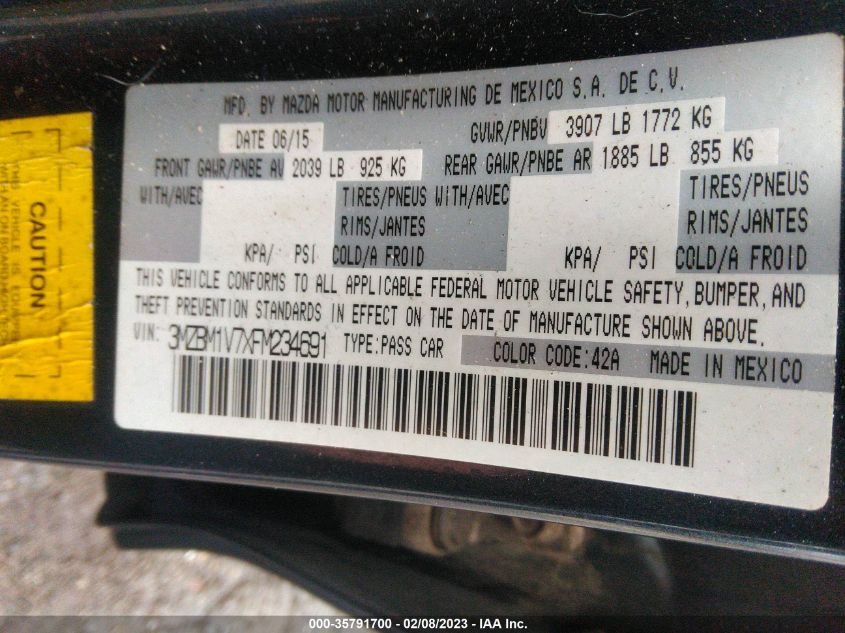 MFD. BY MAZDA MOTOR MANUFACTURING DE MEXICO S.A. DE C.V.
DATE 06/15 GVWR/PNBV 3907 LB 1772 KG
FRONT GAWR/PNBE AV 2039 LB 925 KG REAR GAWR/PNBE AR 1885 LB 855 KG
WITH/AVEC TIRES/PNEUS WITH/AVEC TIRES/PNEUS
RIMS/JANTES RIMS/JANTES
KPA/ PSI COLD/A FROID KPA/ PSI COLD/A FROID
THIS VEHICLE CONFORMS TO ALL APPLICABLE FEDERAL MOTOR VEHICLE SAFETY, BUMPER, AND
THEFT PREVENTION STANDARDS IN EFFECT ON THE DATE OF MANUFACTURE SHOWN ABOVE.
VIN: 3MZBM1V7XFM234691 TYPE:PASS CAR COLOR CODE:42A MADE IN MEXICO
CAUTION
THIS VEHICLE IS EQUIPPED
000-35791700 - 02/08/2023 - IAA Inc.